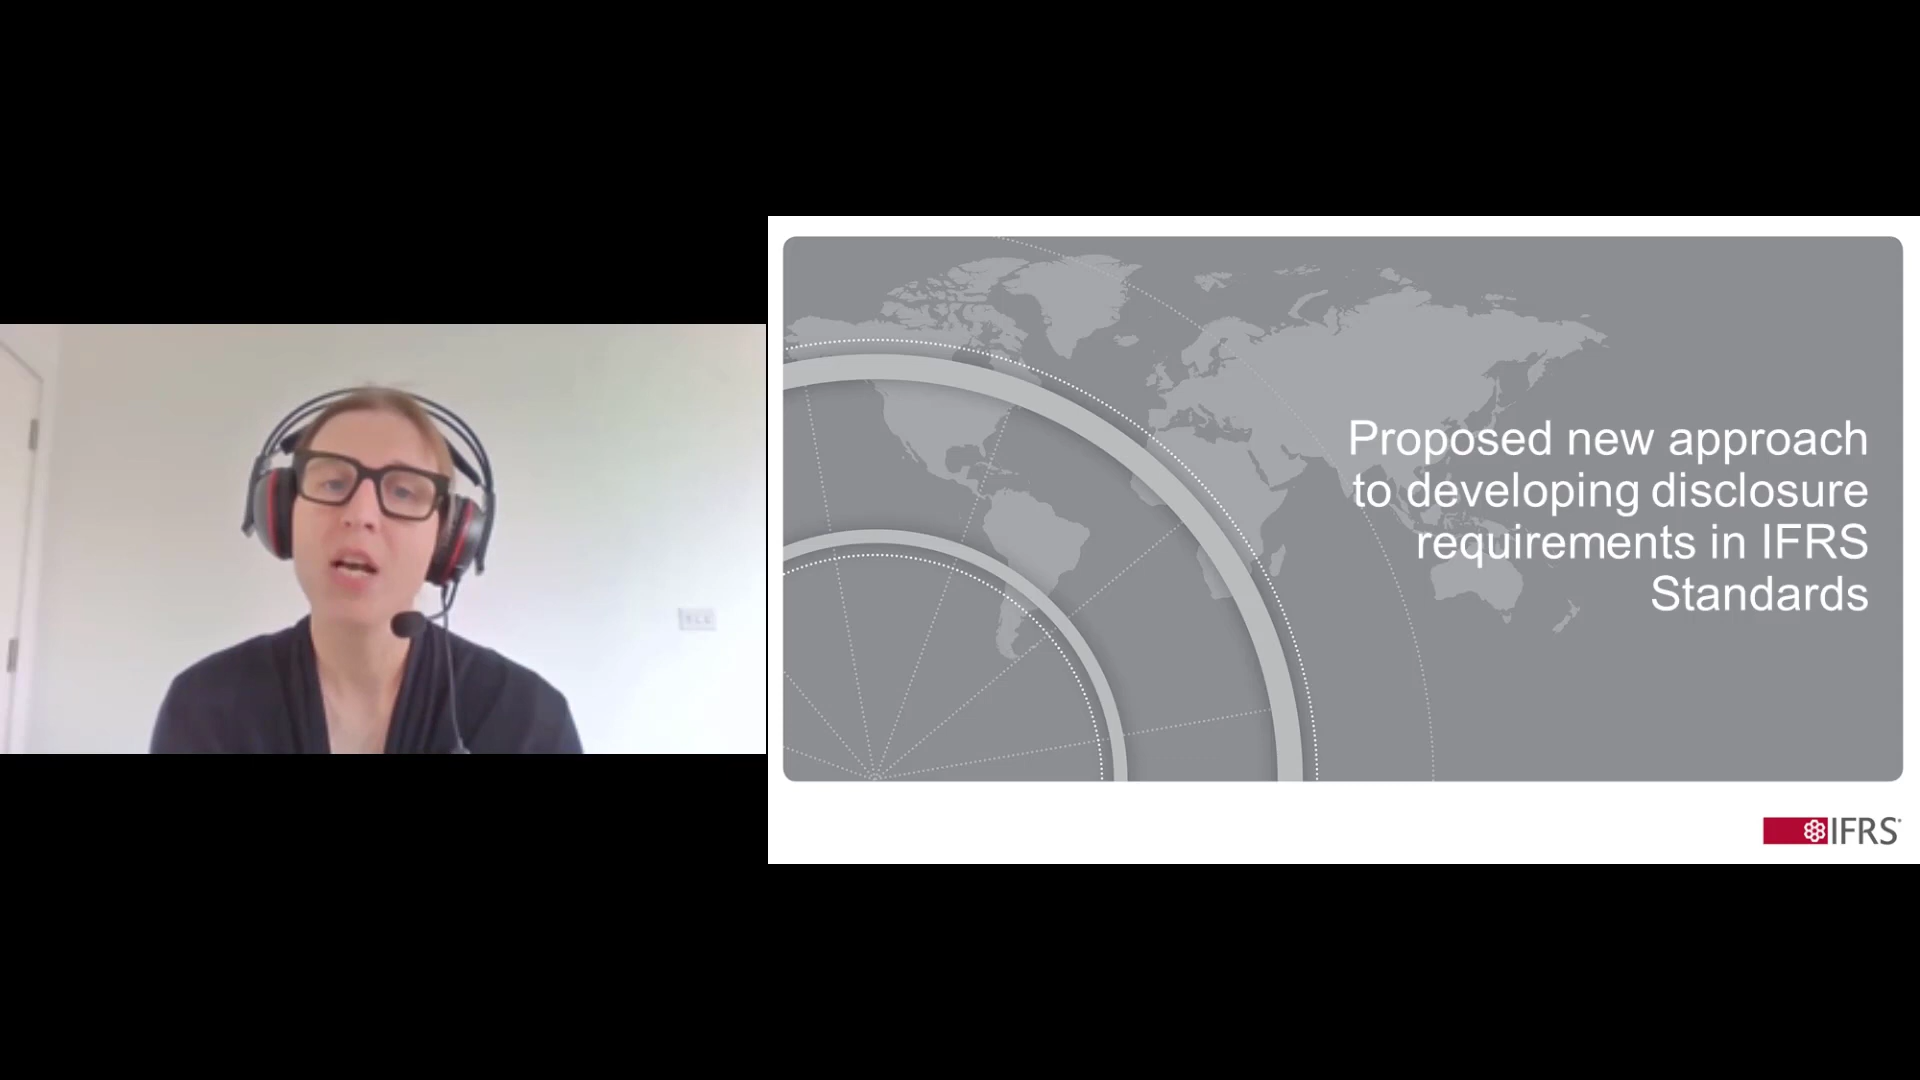 Proposed new approach
to developing disclosure
requirements in IFRS
Standards
IFRS